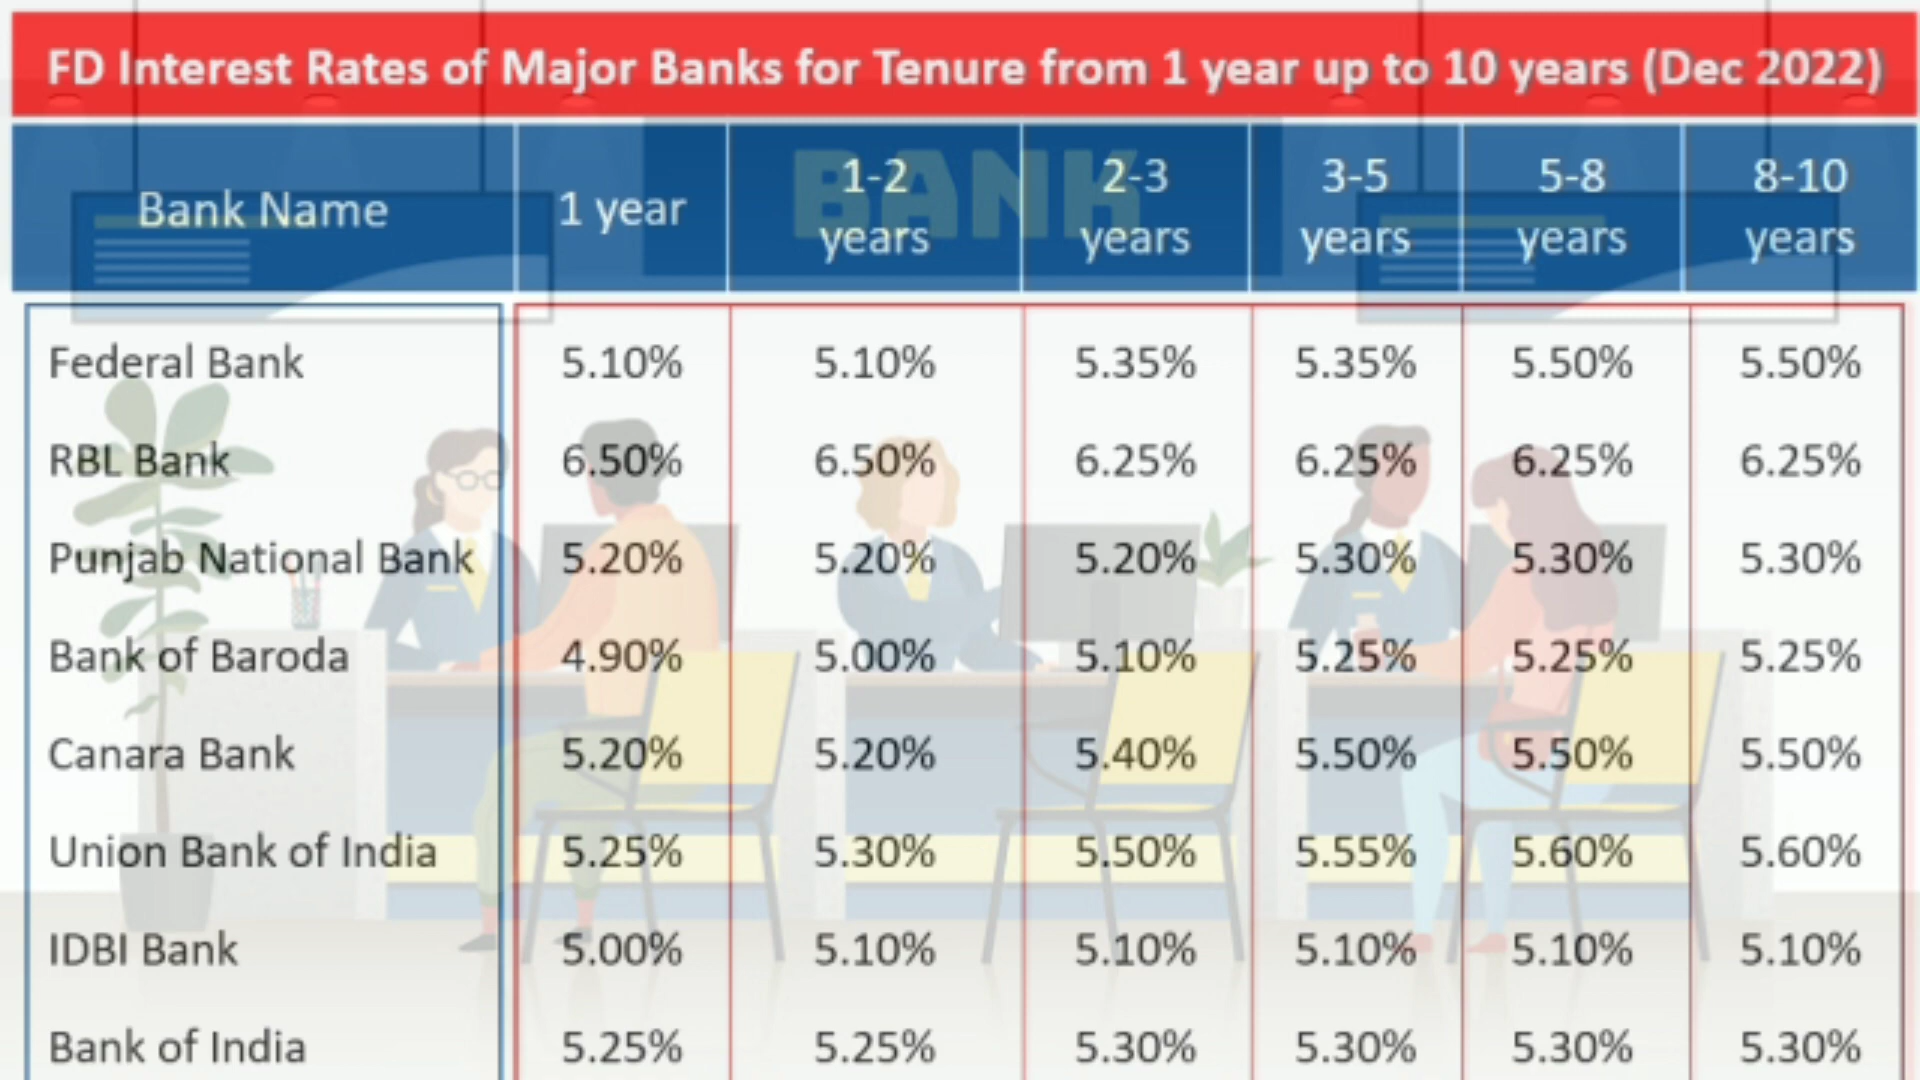 FD Interest Rates of Major Banks for Tenure from 1 year up to 10 years (Dec 2022)
BANK
Bank Name 1 year 1-2 years 2-3 years 3-5 years 5-8 years 8-10 years
Federal Bank 5.10% 5.10% 5.35% 5.35% 5.50% 5.50%
RBL Bank 6.50% 6.50% 6.25% 6.25% 6.25% 6.25%
Punjab National Bank 5.20% 5.20% 5.20% 5.30% 5.30% 5.30%
Bank of Baroda 4.90% 5.00% 5.10% 5.25% 5.25% 5.25%
Canara Bank 5.20% 5.20% 5.40% 5.50% 5.50% 5.50%
Union Bank of India 5.25% 5.30% 5.50% 5.55% 5.60% 5.60%
IDBI Bank 5.00% 5.10% 5.10% 5.10% 5.10% 5.10%
Bank of India 5.25% 5.25% 5.30% 5.30% 5.30% 5.30%